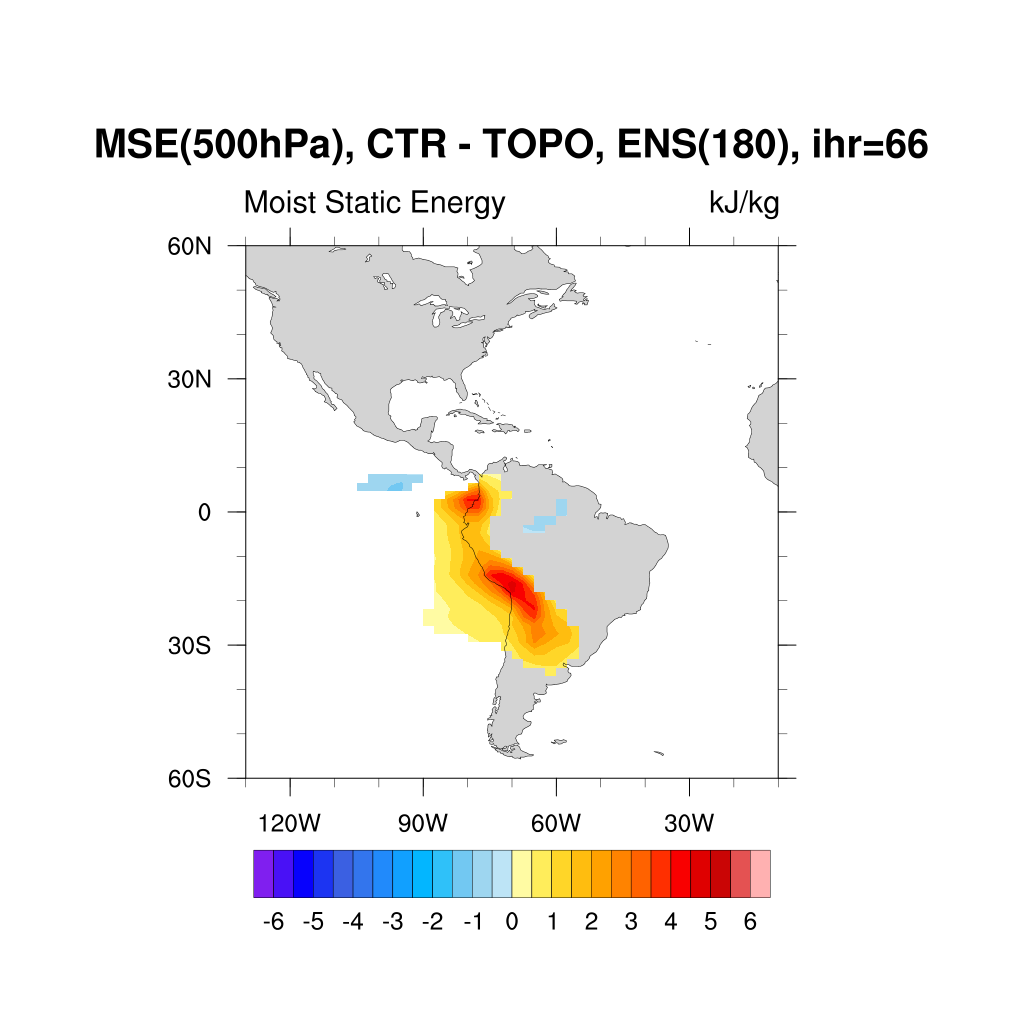 MSE(500hPa), CTR - TOPO, ENS(180), ihr=66
Moist Static Energy kJ/kg
60N
30N
0
30S
60S
120W 90W 60W 30W
-6 -5 -4 -3 -2 -1 0 1 2 3 4 5 6